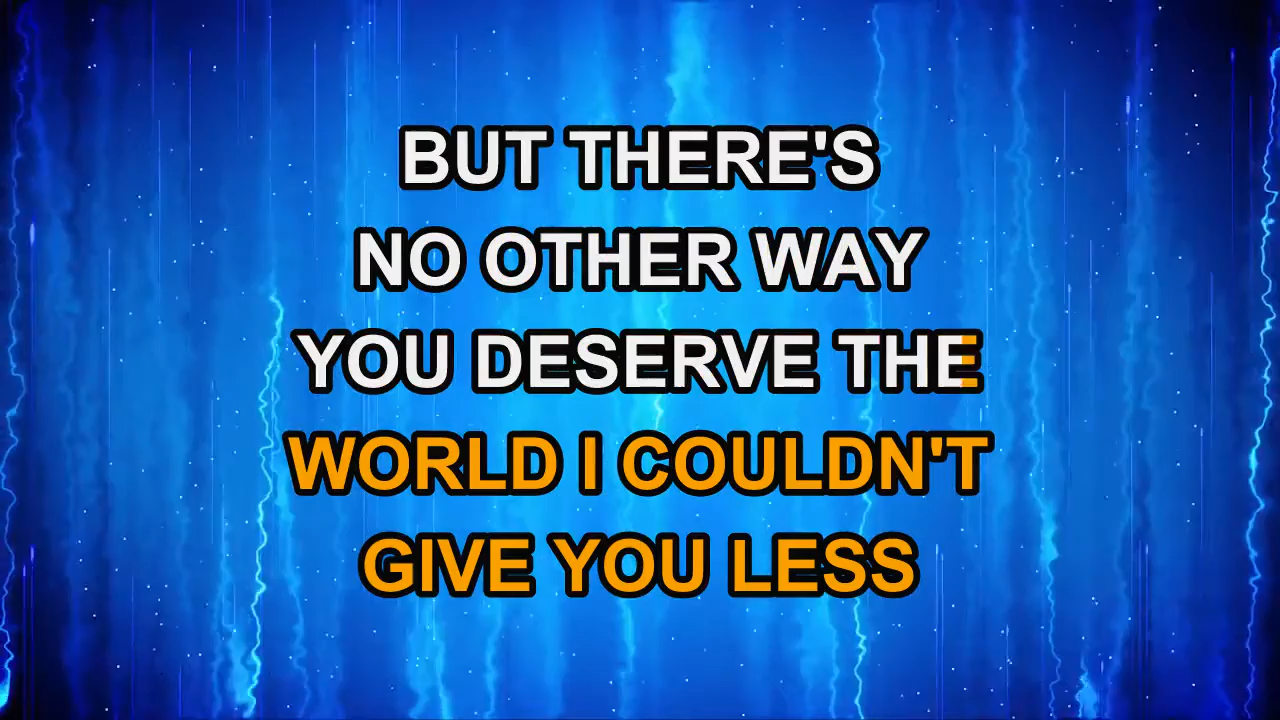 BUT THERE'S
NO OTHER WAY
YOU DESERVE THE
WORLD I COULDN'T
GIVE YOU LESS